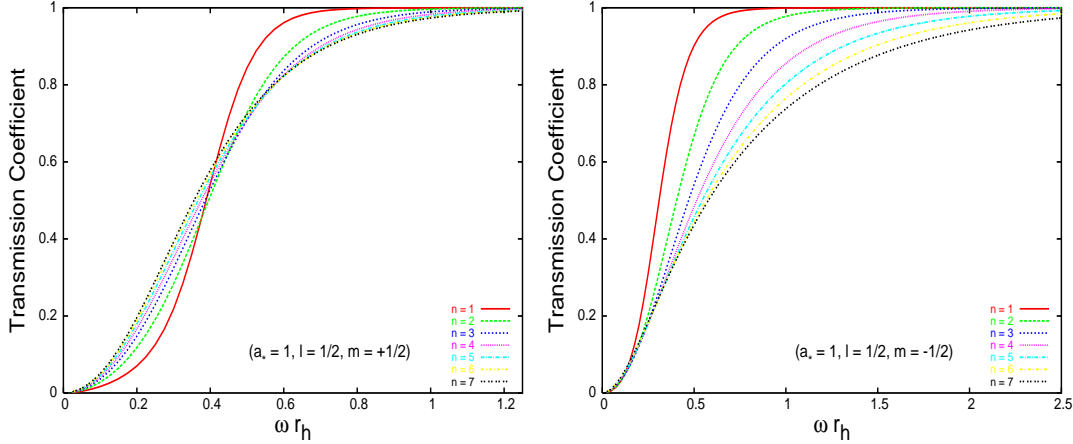 Transmission Coefficient
1
0.8
0.6
0.4
0.2
0
0
0.2
0.4
0.6
0.8
1
1.2
ω r_h
(a_* = 1, l = 1/2, m = +1/2)
n = 1
n = 2
n = 3
n = 4
n = 5
n = 6
n = 7
Transmission Coefficient
1
0.8
0.6
0.4
0.2
0
0
0.5
1
1.5
2
2.5
ω r_h
(a_* = 1, l = 1/2, m = -1/2)
n = 1
n = 2
n = 3
n = 4
n = 5
n = 6
n = 7